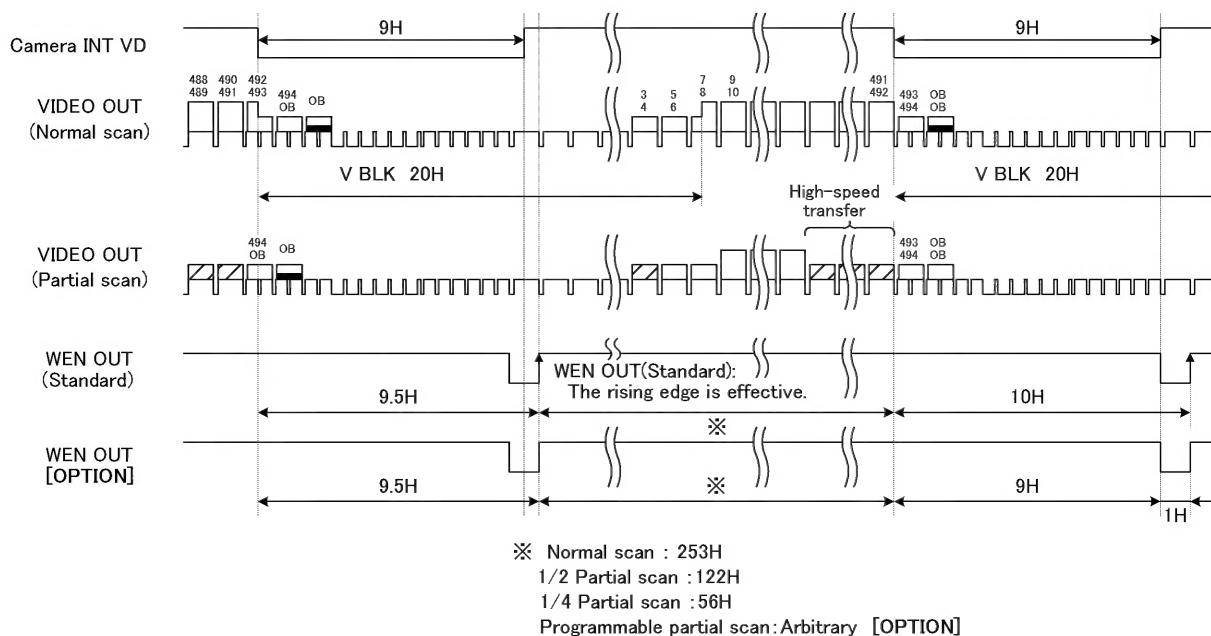 Camera INT VD
9H
9H
VIDEO OUT
(Normal scan)
488
489
490
491
492
493
494
OB
OB
3
4
5
6
7
8
9
10
491
492
493
494
OB
OB
V BLK 20H
V BLK 20H
High-speed
transfer
VIDEO OUT
(Partial scan)
494
OB
OB
493
494
OB
OB
WEN OUT
(Standard)
WEN OUT(Standard):
The rising edge is effective.
9.5H
※
10H
WEN OUT
[OPTION]
9.5H
※
9H
1H
※ Normal scan : 253H
1/2 Partial scan :122H
1/4 Partial scan :56H
Programmable partial scan:Arbitrary [OPTION]